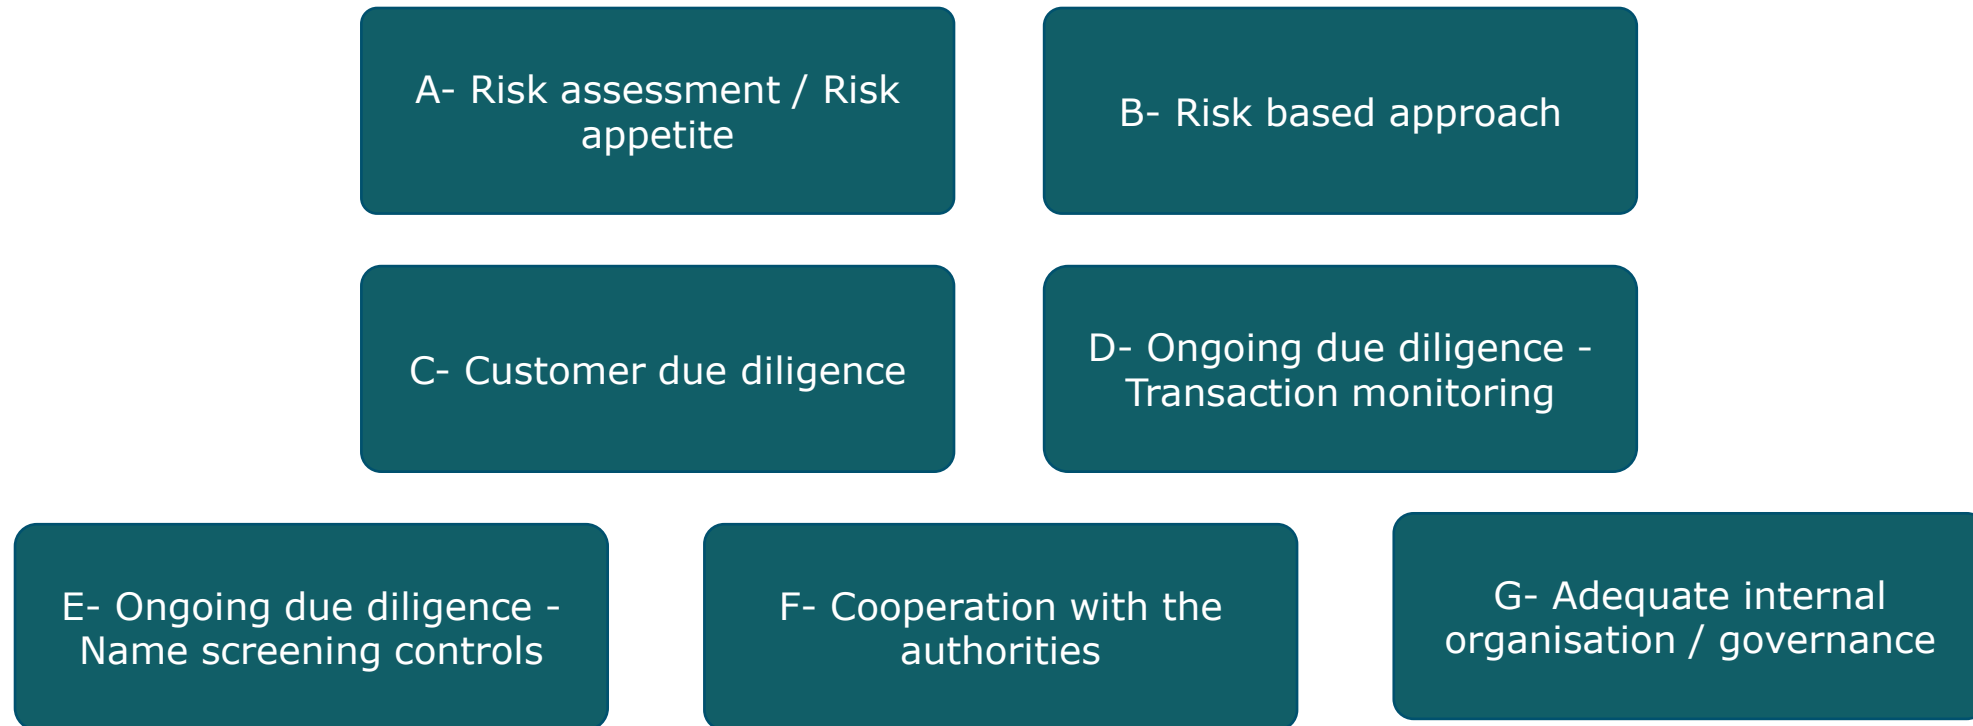 A- Risk assessment / Risk
appetite
B- Risk based approach
C- Customer due diligence
D- Ongoing due diligence -
Transaction monitoring
E- Ongoing due diligence -
Name screening controls
F- Cooperation with the
authorities
G- Adequate internal
organisation / governance